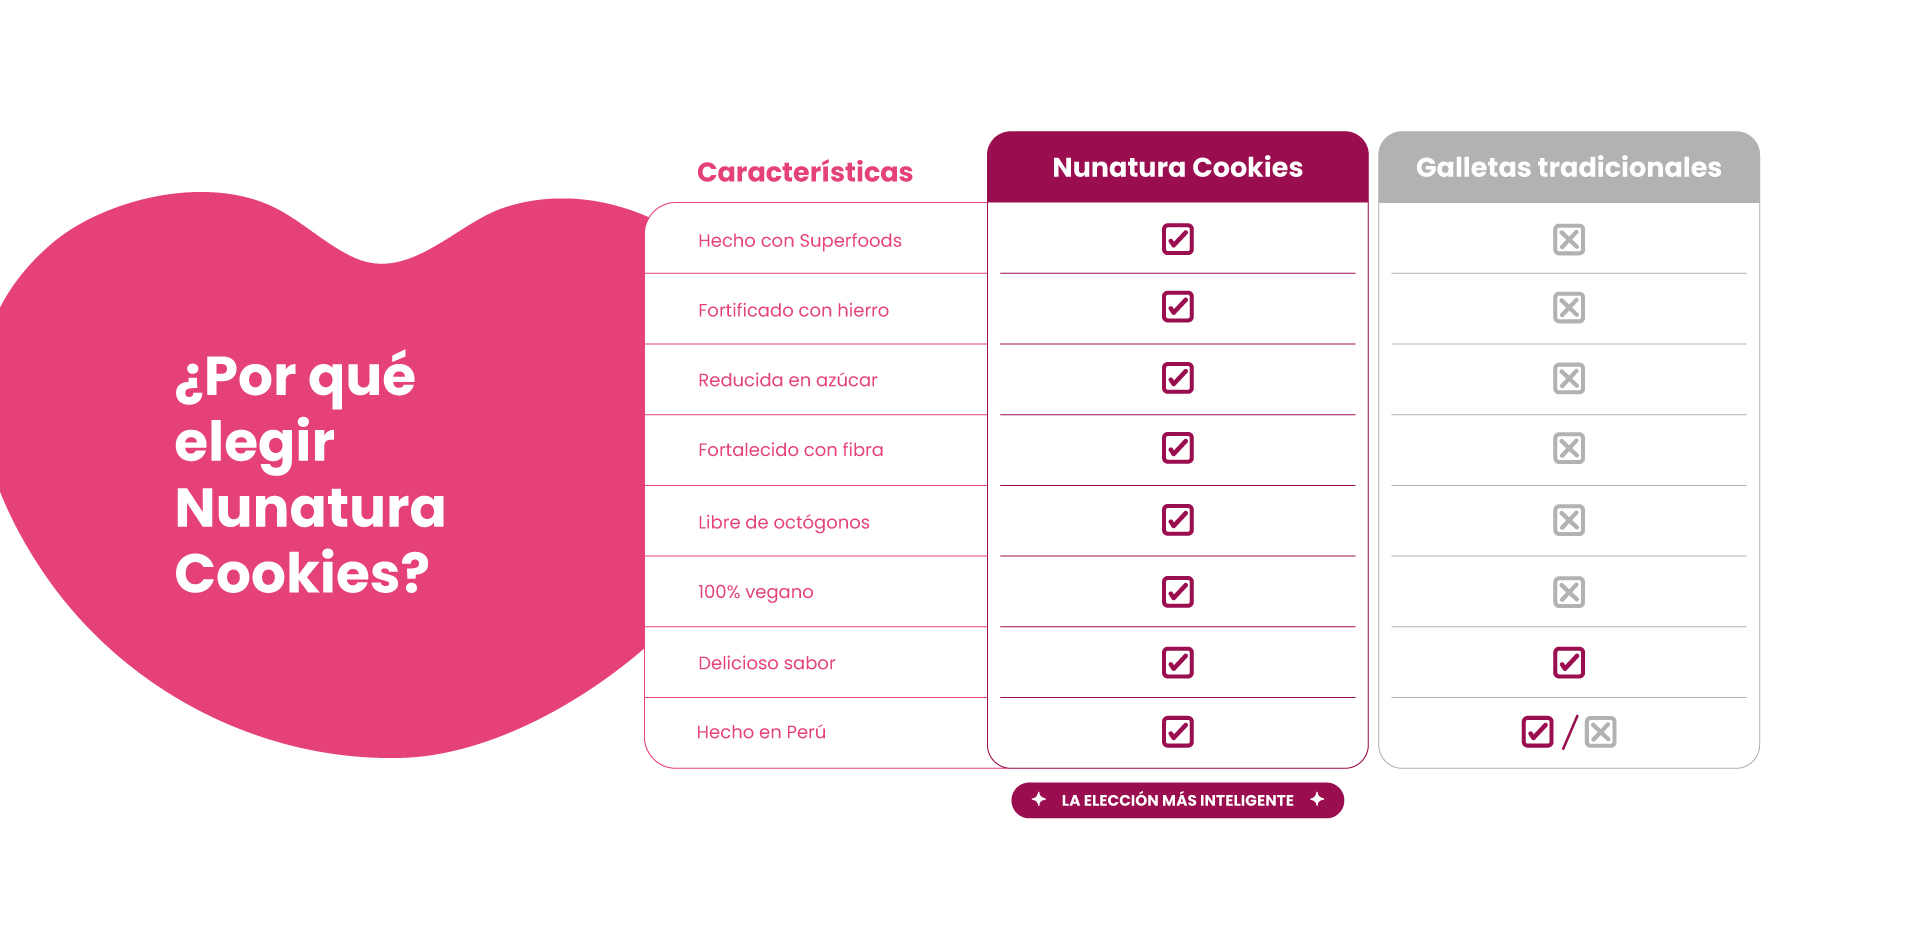 ¿Por qué
elegir
Nunatura
Cookies?
Características
Nunatura Cookies
Galletas tradicionales
Hecho con Superfoods
Fortificado con hierro
Reducida en azúcar
Fortalecido con fibra
Libre de octógonos
100% vegano
Delicioso sabor
Hecho en Perú
/
LA ELECCIÓN MÁS INTELIGENTE